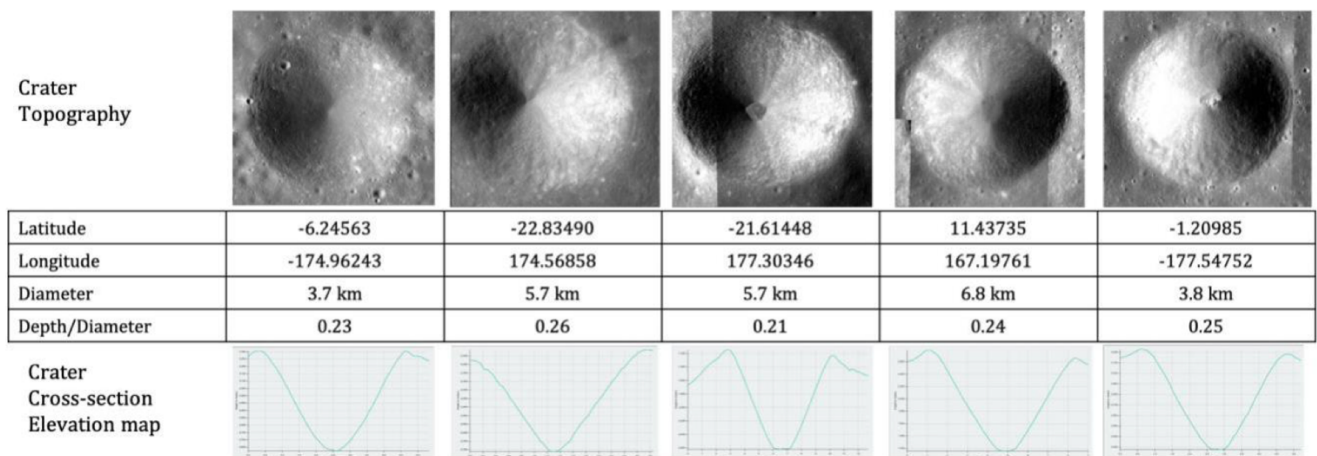 Crater
Topography
Latitude -6.24563 -22.83490 -21.61448 11.43735 -1.20985
Longitude -174.96243 174.56858 177.30346 167.19761 -177.54752
Diameter 3.7 km 5.7 km 5.7 km 6.8 km 3.8 km
Depth/Diameter 0.23 0.26 0.21 0.24 0.25
Crater
Cross-section
Elevation map